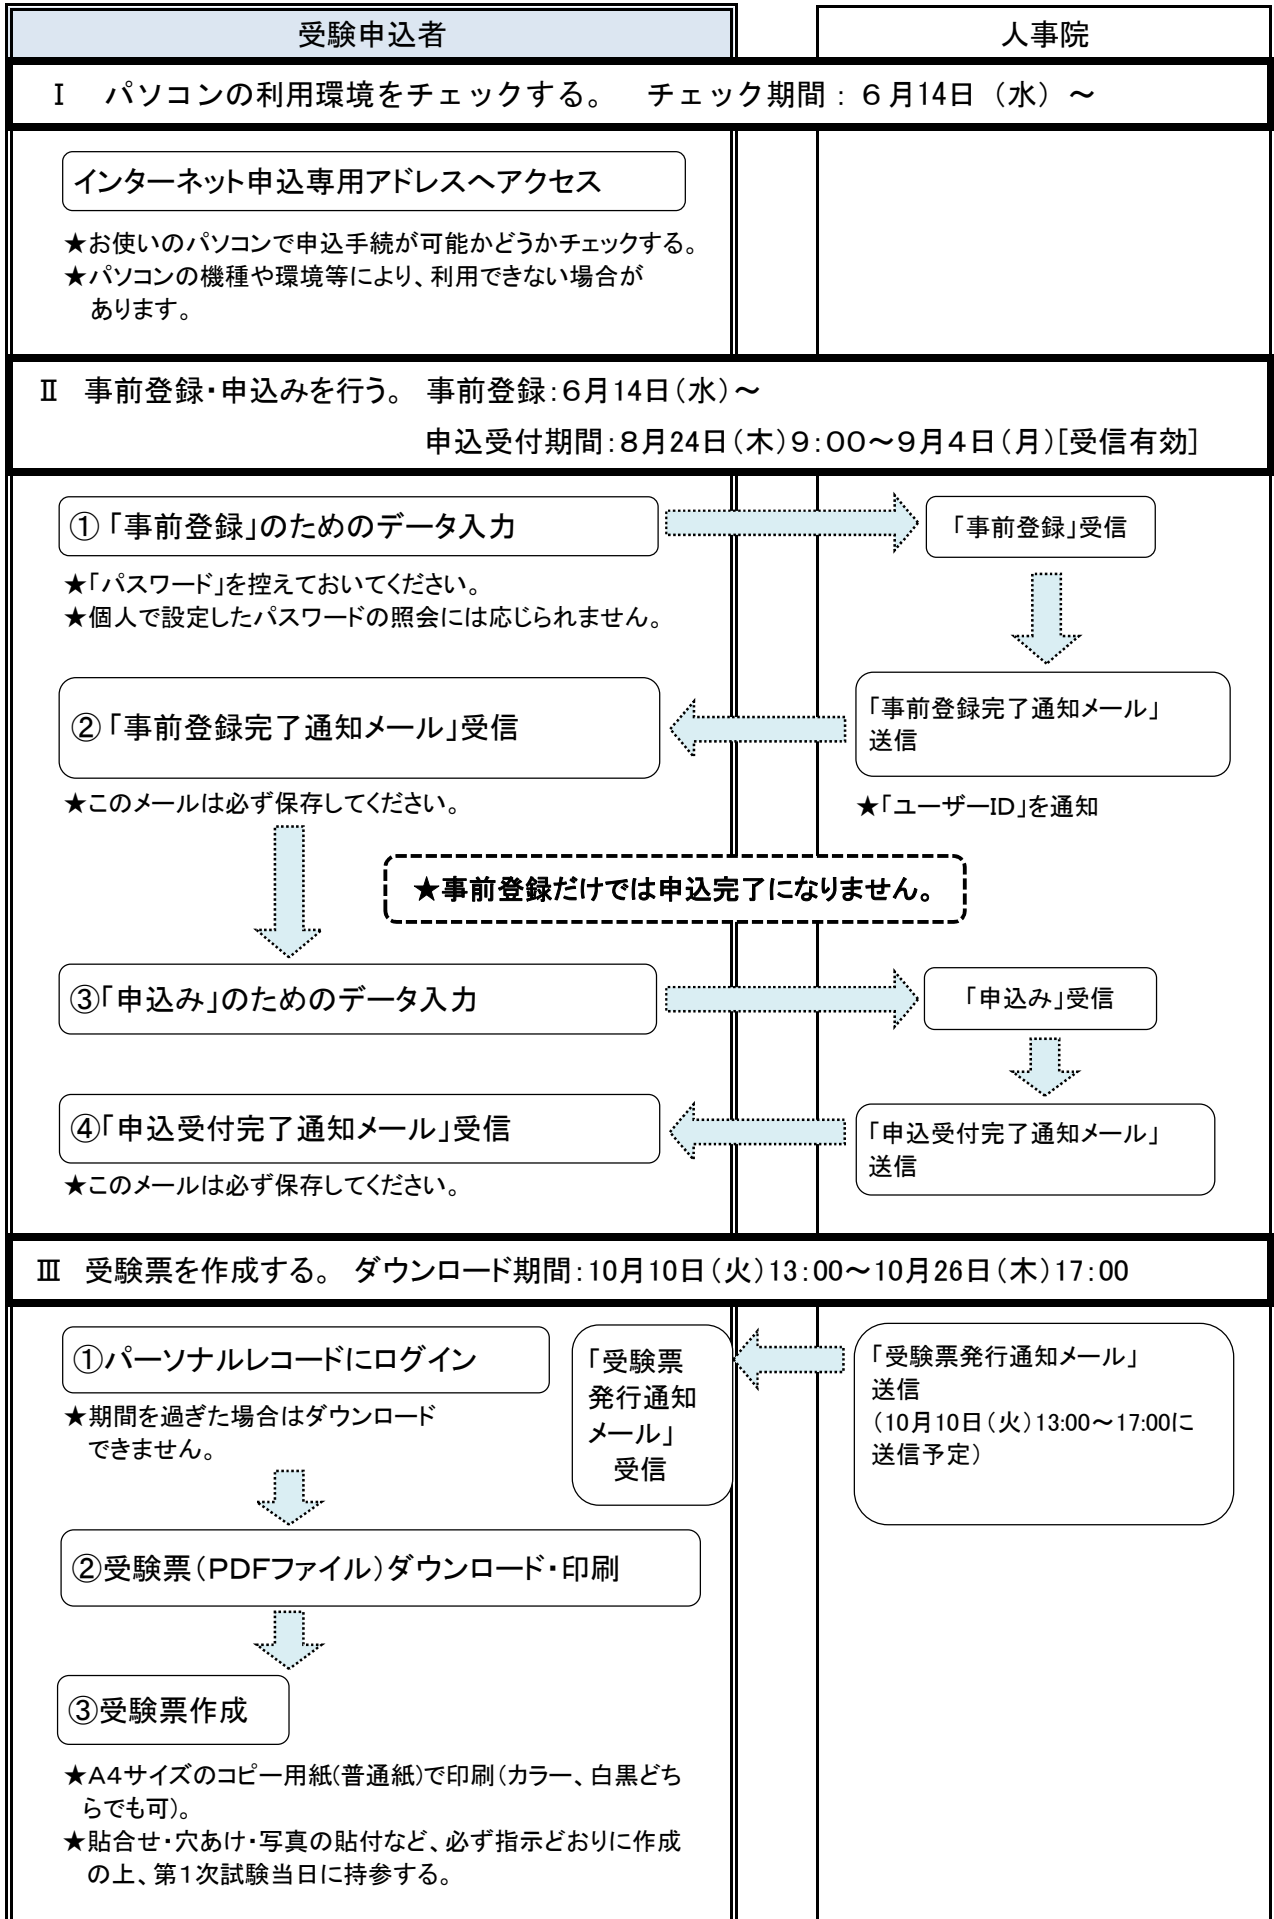 受験申込者
人事院
Ⅰ　パソコンの利用環境をチェックする。　チェック期間：６月14日（水）～
インターネット申込専用アドレスへアクセス
★お使いのパソコンで申込手続が可能かどうかチェックする。
★パソコンの機種や環境等により、利用できない場合が
あります。
Ⅱ　事前登録・申込みを行う。　事前登録：６月14日（水）～
申込受付期間：８月24日（木）９：００～９月４日（月）[受信有効]
①「事前登録」のためのデータ入力
「事前登録」受信
★「パスワード」を控えておいてください。
★個人で設定したパスワードの照会には応じられません。
②「事前登録完了通知メール」受信
「事前登録完了通知メール」
送信
★このメールは必ず保存してください。
★「ユーザーＩＤ」を通知
★事前登録だけでは申込完了になりません。
③「申込み」のためのデータ入力
「申込み」受信
④「申込受付完了通知メール」受信
「申込受付完了通知メール」
送信
★このメールは必ず保存してください。
Ⅲ　受験票を作成する。　ダウンロード期間：10月10日（火）13：00～10月26日（木）17：00
①パーソナルレコードにログイン
★期間を過ぎた場合はダウンロード
できません。
「受験票
発行通知
メール」
受信
「受験票発行通知メール」
送信
（10月10日（火）13:00～17:00に
送信予定）
②受験票（ＰＤＦファイル）ダウンロード・印刷
③受験票作成
★Ａ４サイズのコピー用紙(普通紙)で印刷（カラー、白黒どち
らでも可）。
★貼合せ・穴あけ・写真の貼付など、必ず指示どおりに作成
の上、第１次試験当日に持参する。